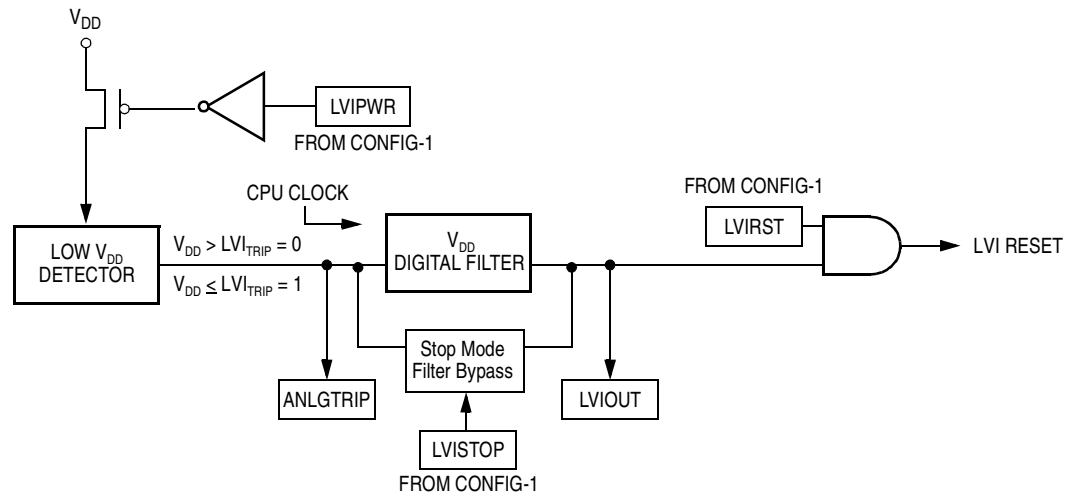 VDD
LVIPWR
FROM CONFIG-1
FROM CONFIG-1
CPU CLOCK
LVIRST
LOW VDD
DETECTOR
VDD > LVITRIP = 0
VDD ≤ LVITRIP = 1
VDD
DIGITAL FILTER
LVI RESET
Stop Mode
Filter Bypass
ANLGTRIP
LVIOUT
LVISTOP
FROM CONFIG-1